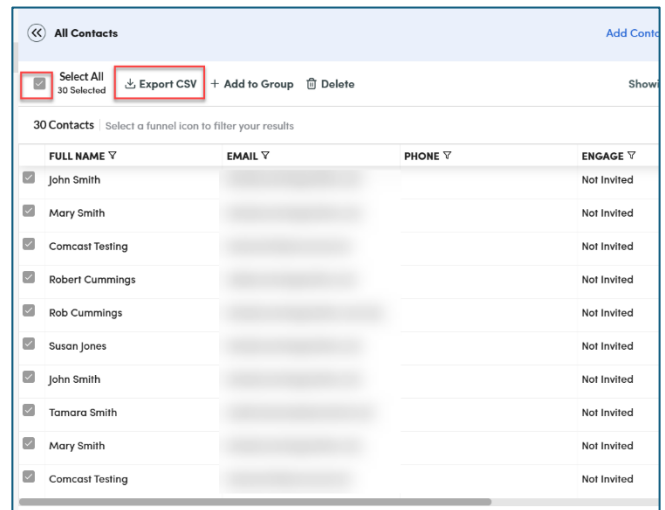 All Contacts Add Conto
Select All
30 Selected
Export CSV + Add to Group Delete Showi
30 Contacts Select a funnel icon to filter your results
FULL NAME EMAIL PHONE ENGAGE
John Smith Not Invited
Mary Smith Not Invited
Comcast Testing Not Invited
Robert Cummings Not Invited
Rob Cummings Not Invited
Susan Jones Not Invited
John Smith Not Invited
Tamara Smith Not Invited
Mary Smith Not Invited
Comcast Testing Not Invited